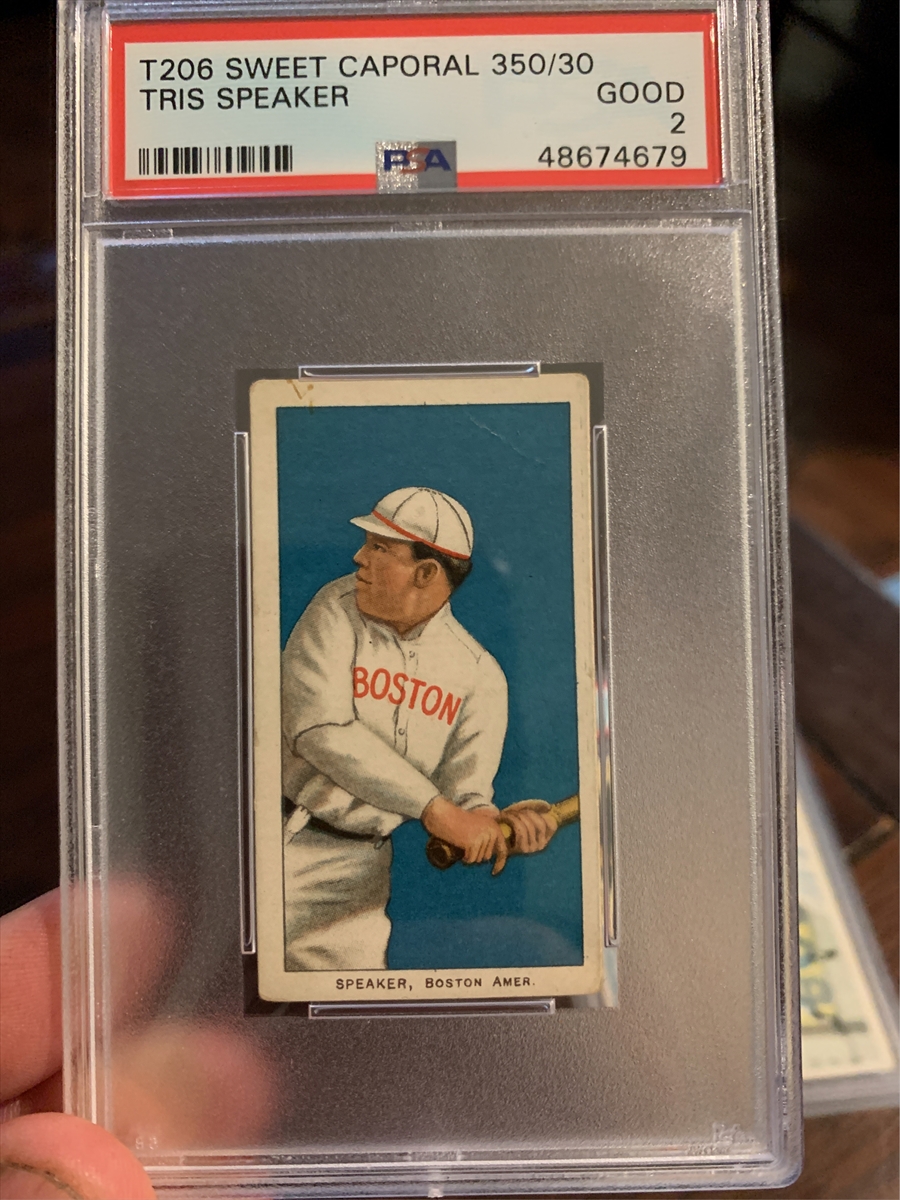 T206 SWEET CAPORAL 350/30
TRIS SPEAKER GOOD
2
PSA 48674679
BOSTON
SPEAKER, BOSTON AMER.